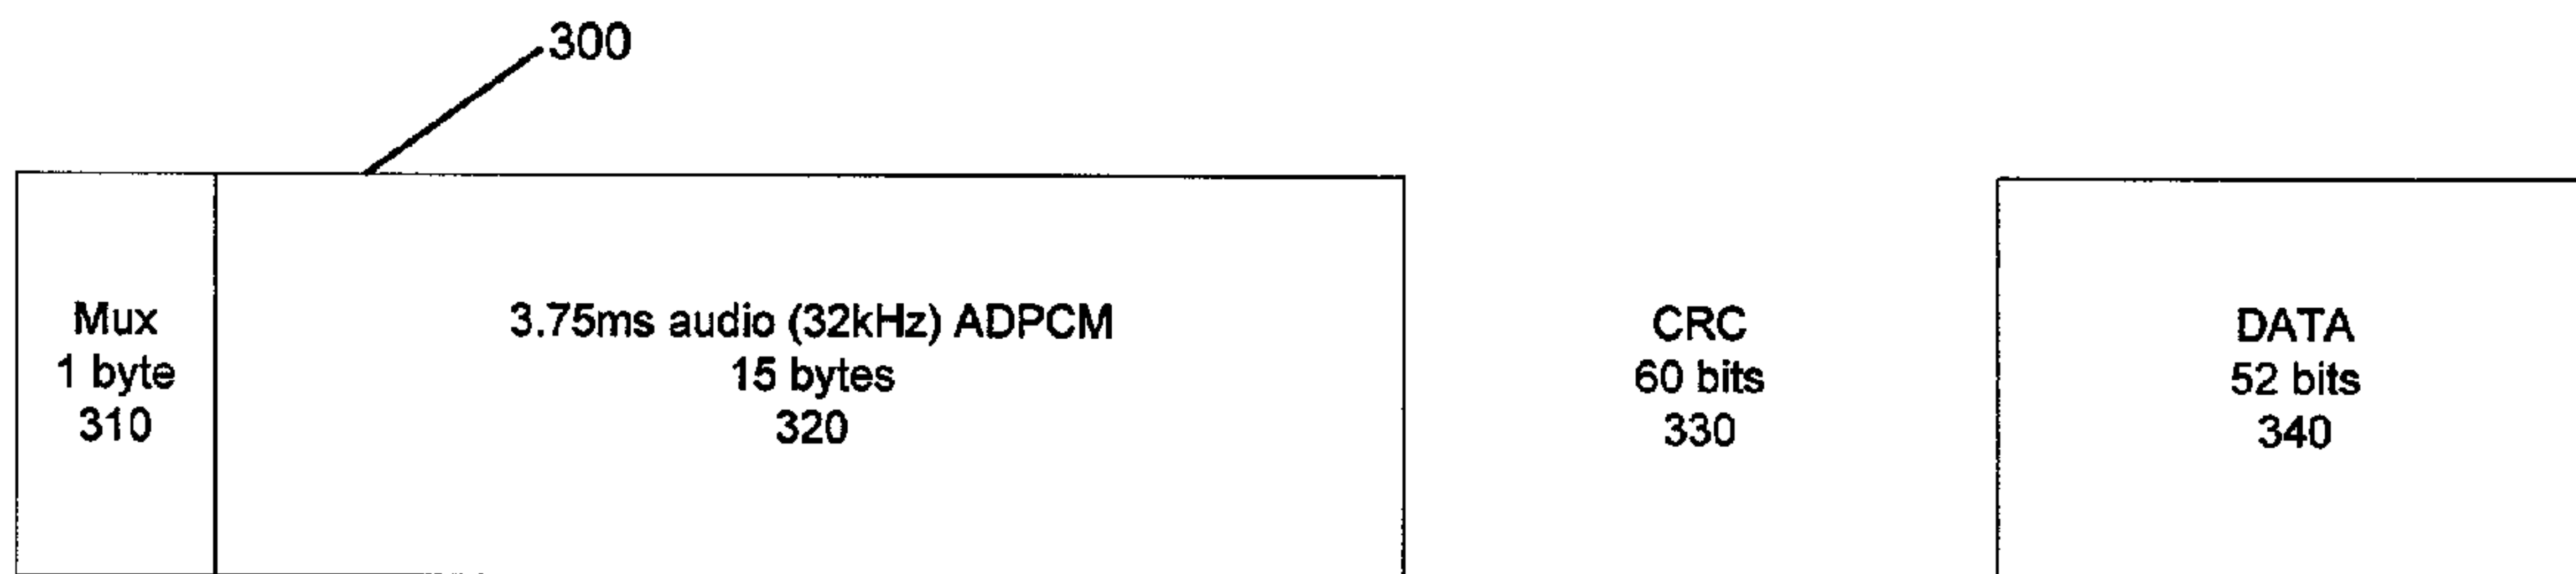 300
Mux
1 byte
310
3.75ms audio (32kHz) ADPCM
15 bytes
320
CRC
60 bits
330
DATA
52 bits
340